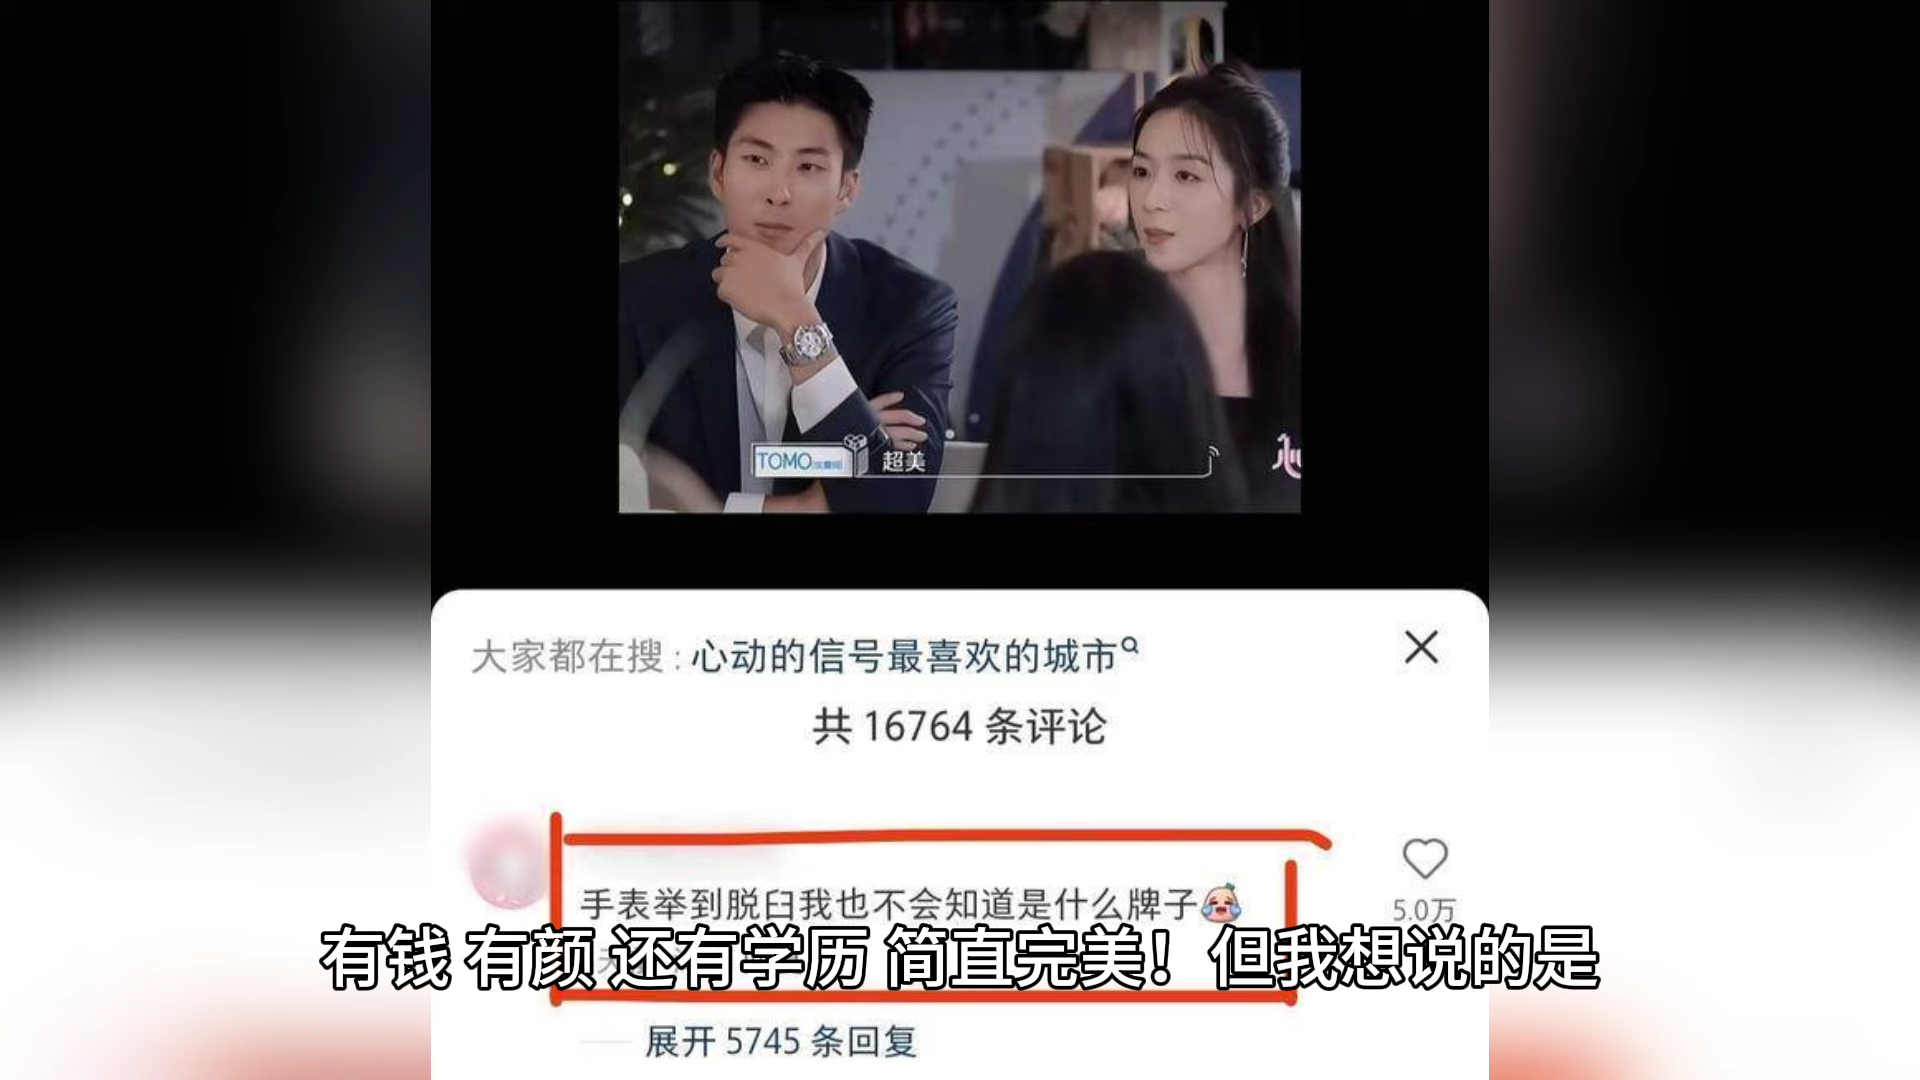 TOMO
超美
心
大家都在搜:心动的信号最喜欢的城市
共 16764 条评论
手表举到脱臼我也不会知道是什么牌子
5.0万
有钱 有颜 还有学历 简直完美！但我想说的是
展开 5745 条回复